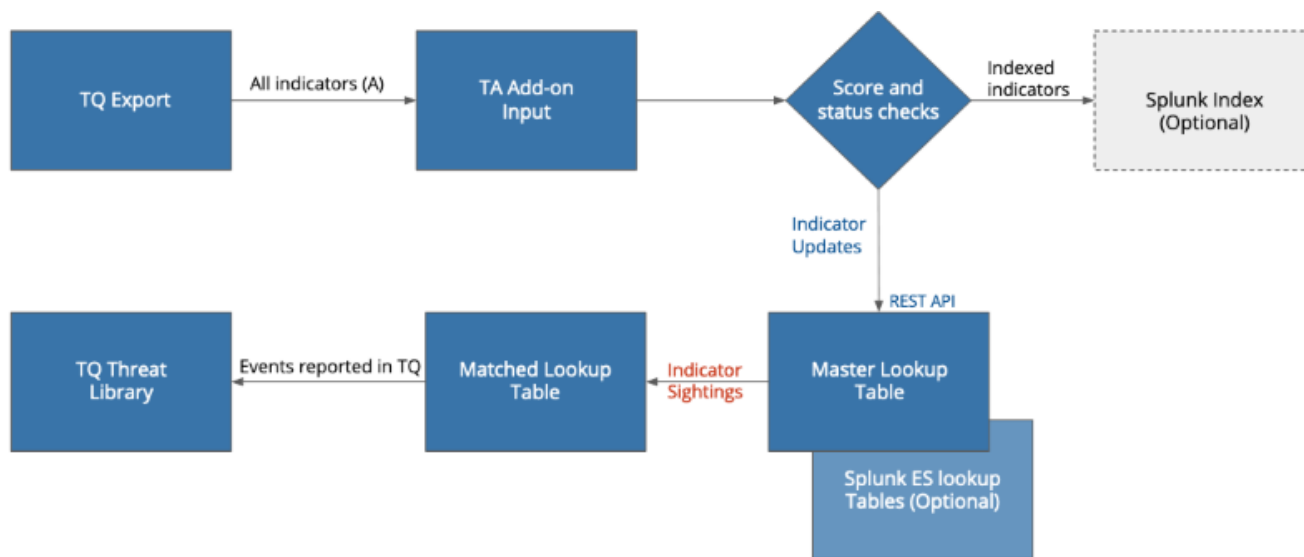 TQ Export
All indicators (A)
TA Add-on
Input
Score and
status checks
Indexed
indicators
Splunk Index
(Optional)
Indicator
Updates
REST API
TQ Threat
Library
Events reported in TQ
Matched Lookup
Table
Indicator
Sightings
Master Lookup
Table
Splunk ES lookup
Tables (Optional)